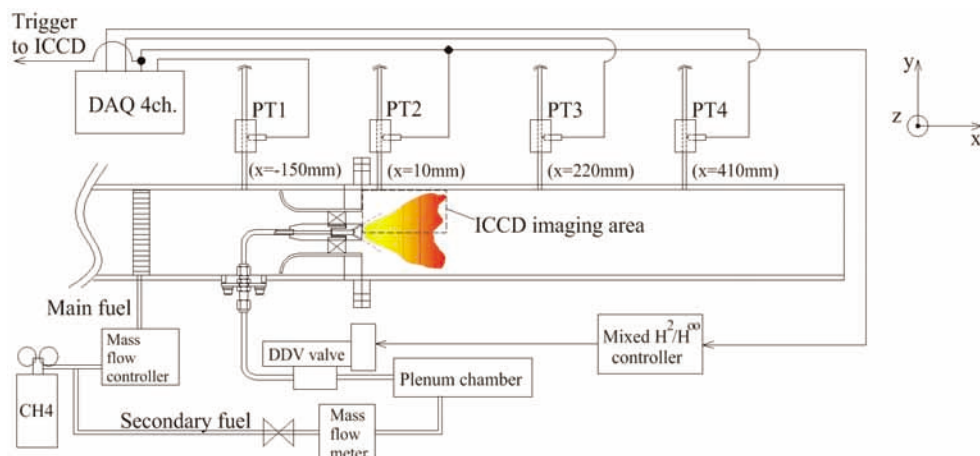 Trigger
to ICCD
DAQ 4ch.
PT1
PT2
PT3
PT4
y
z
x
(x=-150mm)
(x=10mm)
(x=220mm)
(x=410mm)
ICCD imaging area
Main fuel
Mass
flow
controller
DDV valve
Mixed H²/H∞
controller
Plenum chamber
CH4
Secondary fuel
Mass
flow
meter